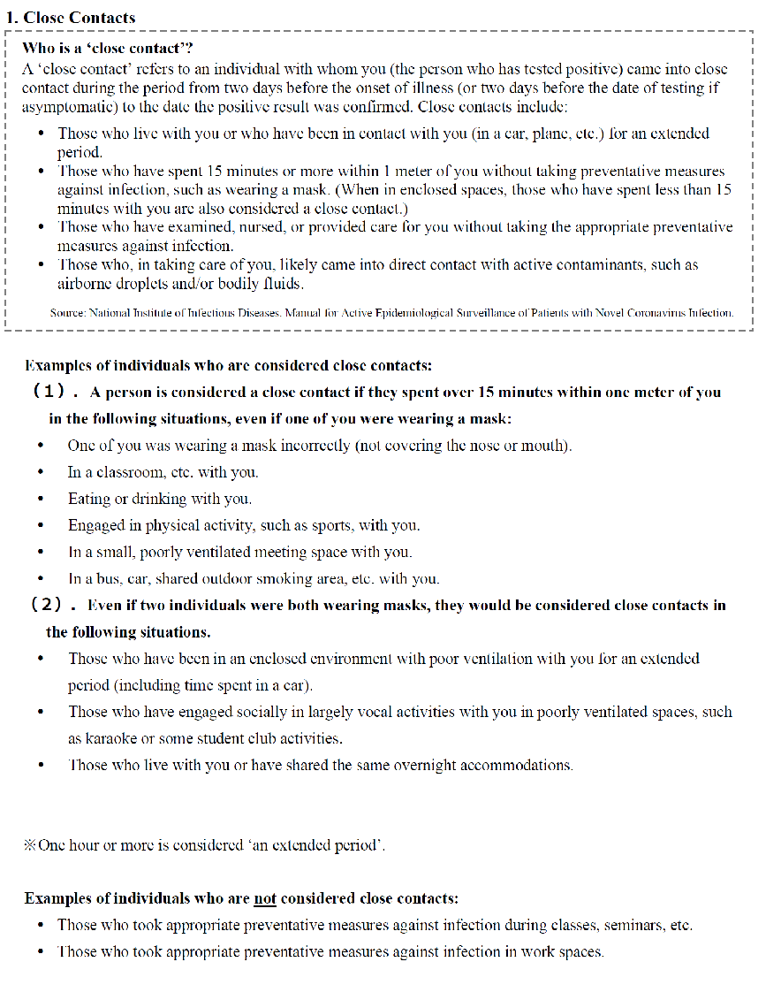 1. Close Contacts
Who is a ‘close contact’?
A ‘close contact’ refers to an individual with whom you (the person who has tested positive) came into close
contact during the period from two days before the onset of illness (or two days before the date of testing if
asymptomatic) to the date the positive result was confirmed. Close contacts include:
• Those who live with you or who have been in contact with you (in a car, plane, etc.) for an extended
period.
• Those who have spent 15 minutes or more within 1 meter of you without taking preventative measures
against infection, such as wearing a mask. (When in enclosed spaces, those who have spent less than 15
minutes with you are also considered a close contact.)
• Those who have examined, nursed, or provided care for you without taking the appropriate preventative
measures against infection.
• Those who, in taking care of you, likely came into direct contact with active contaminants, such as
airborne droplets and/or bodily fluids.
Source: National Institute of Infectious Diseases. Manual for Active Epidemiological Surveillance of Patients with Novel Coronavirus Infection.
Examples of individuals who are considered close contacts:
（1）. A person is considered a close contact if they spent over 15 minutes within one meter of you
in the following situations, even if one of you were wearing a mask:
• One of you was wearing a mask incorrectly (not covering the nose or mouth).
• In a classroom, etc. with you.
• Eating or drinking with you.
• Engaged in physical activity, such as sports, with you.
• In a small, poorly ventilated meeting space with you.
• In a bus, car, shared outdoor smoking area, etc. with you.
（2）. Even if two individuals were both wearing masks, they would be considered close contacts in
the following situations.
• Those who have been in an enclosed environment with poor ventilation with you for an extended
period (including time spent in a car).
• Those who have engaged socially in largely vocal activities with you in poorly ventilated spaces, such
as karaoke or some student club activities.
• Those who live with you or have shared the same overnight accommodations.
※One hour or more is considered ‘an extended period’.
Examples of individuals who are not considered close contacts:
• Those who took appropriate preventative measures against infection during classes, seminars, etc.
• Those who took appropriate preventative measures against infection in work spaces.